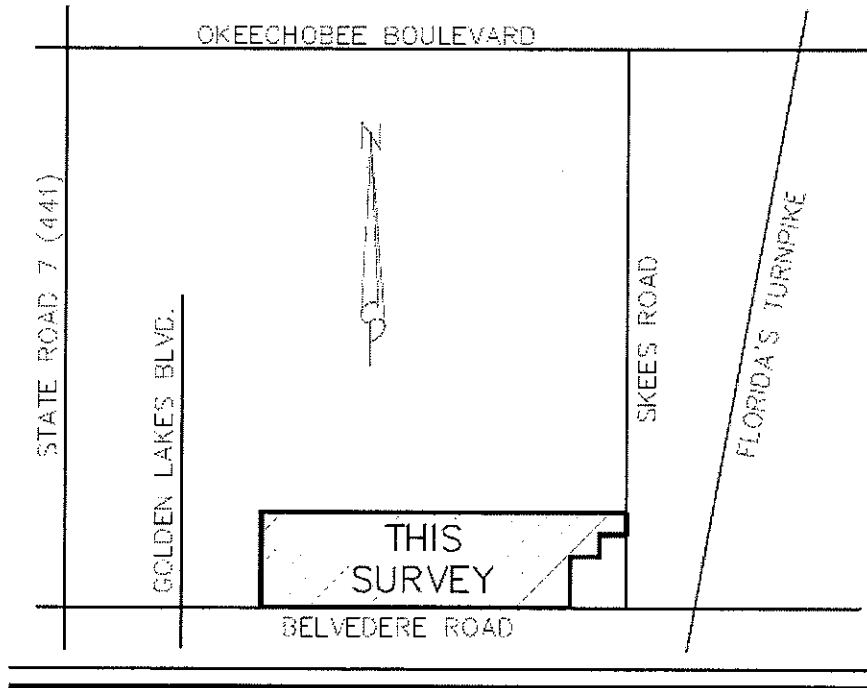 OKEECHOBEE BOULEVARD
N
STATE ROAD 7 (441)
GOLDEN LAKES BLVD.
SKEES ROAD
FLORIDA'S TURNPIKE
THIS
SURVEY
BELVEDERE ROAD